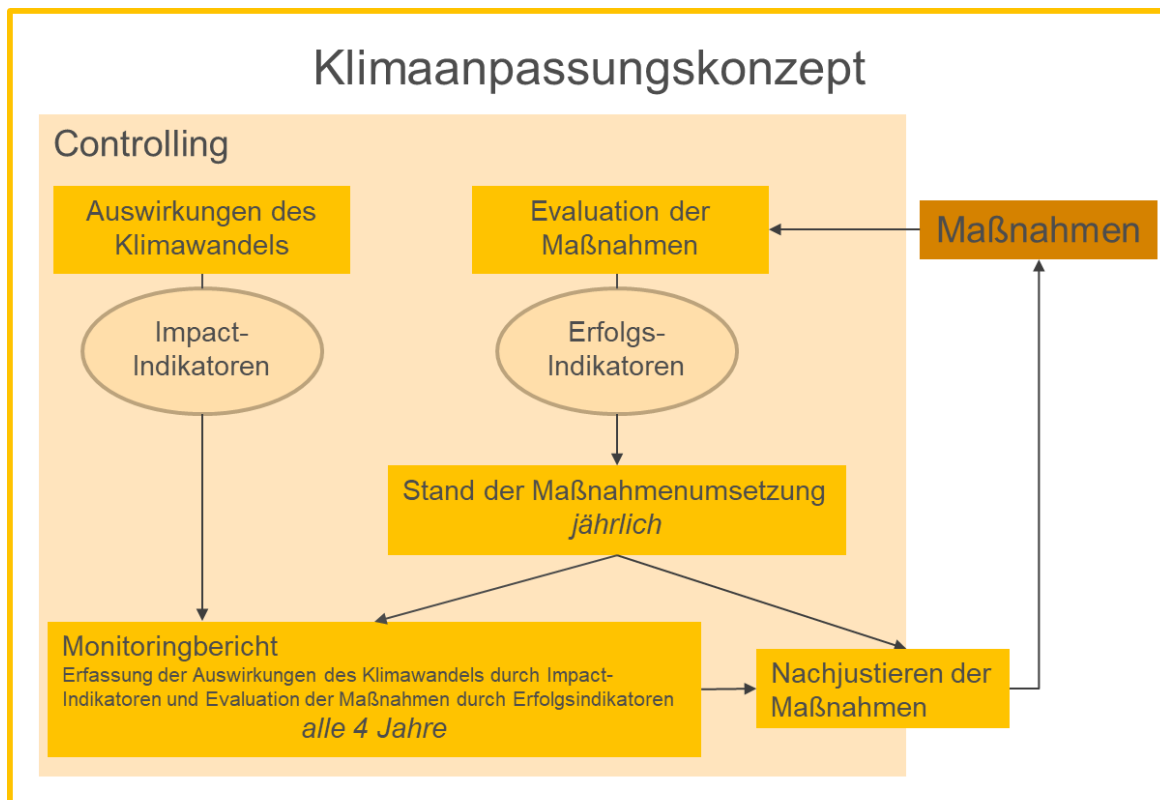 Klimaanpassungskonzept
Controlling
Auswirkungen des
Klimawandels
Evaluation der
Maßnahmen
Maßnahmen
Impact-
Indikatoren
Erfolgs-
Indikatoren
Stand der Maßnahmenumsetzung
jährlich
Monitoringbericht
Erfassung der Auswirkungen des Klimawandels durch Impact-
Indikatoren und Evaluation der Maßnahmen durch Erfolgsindikatoren
alle 4 Jahre
Nachjustieren der
Maßnahmen